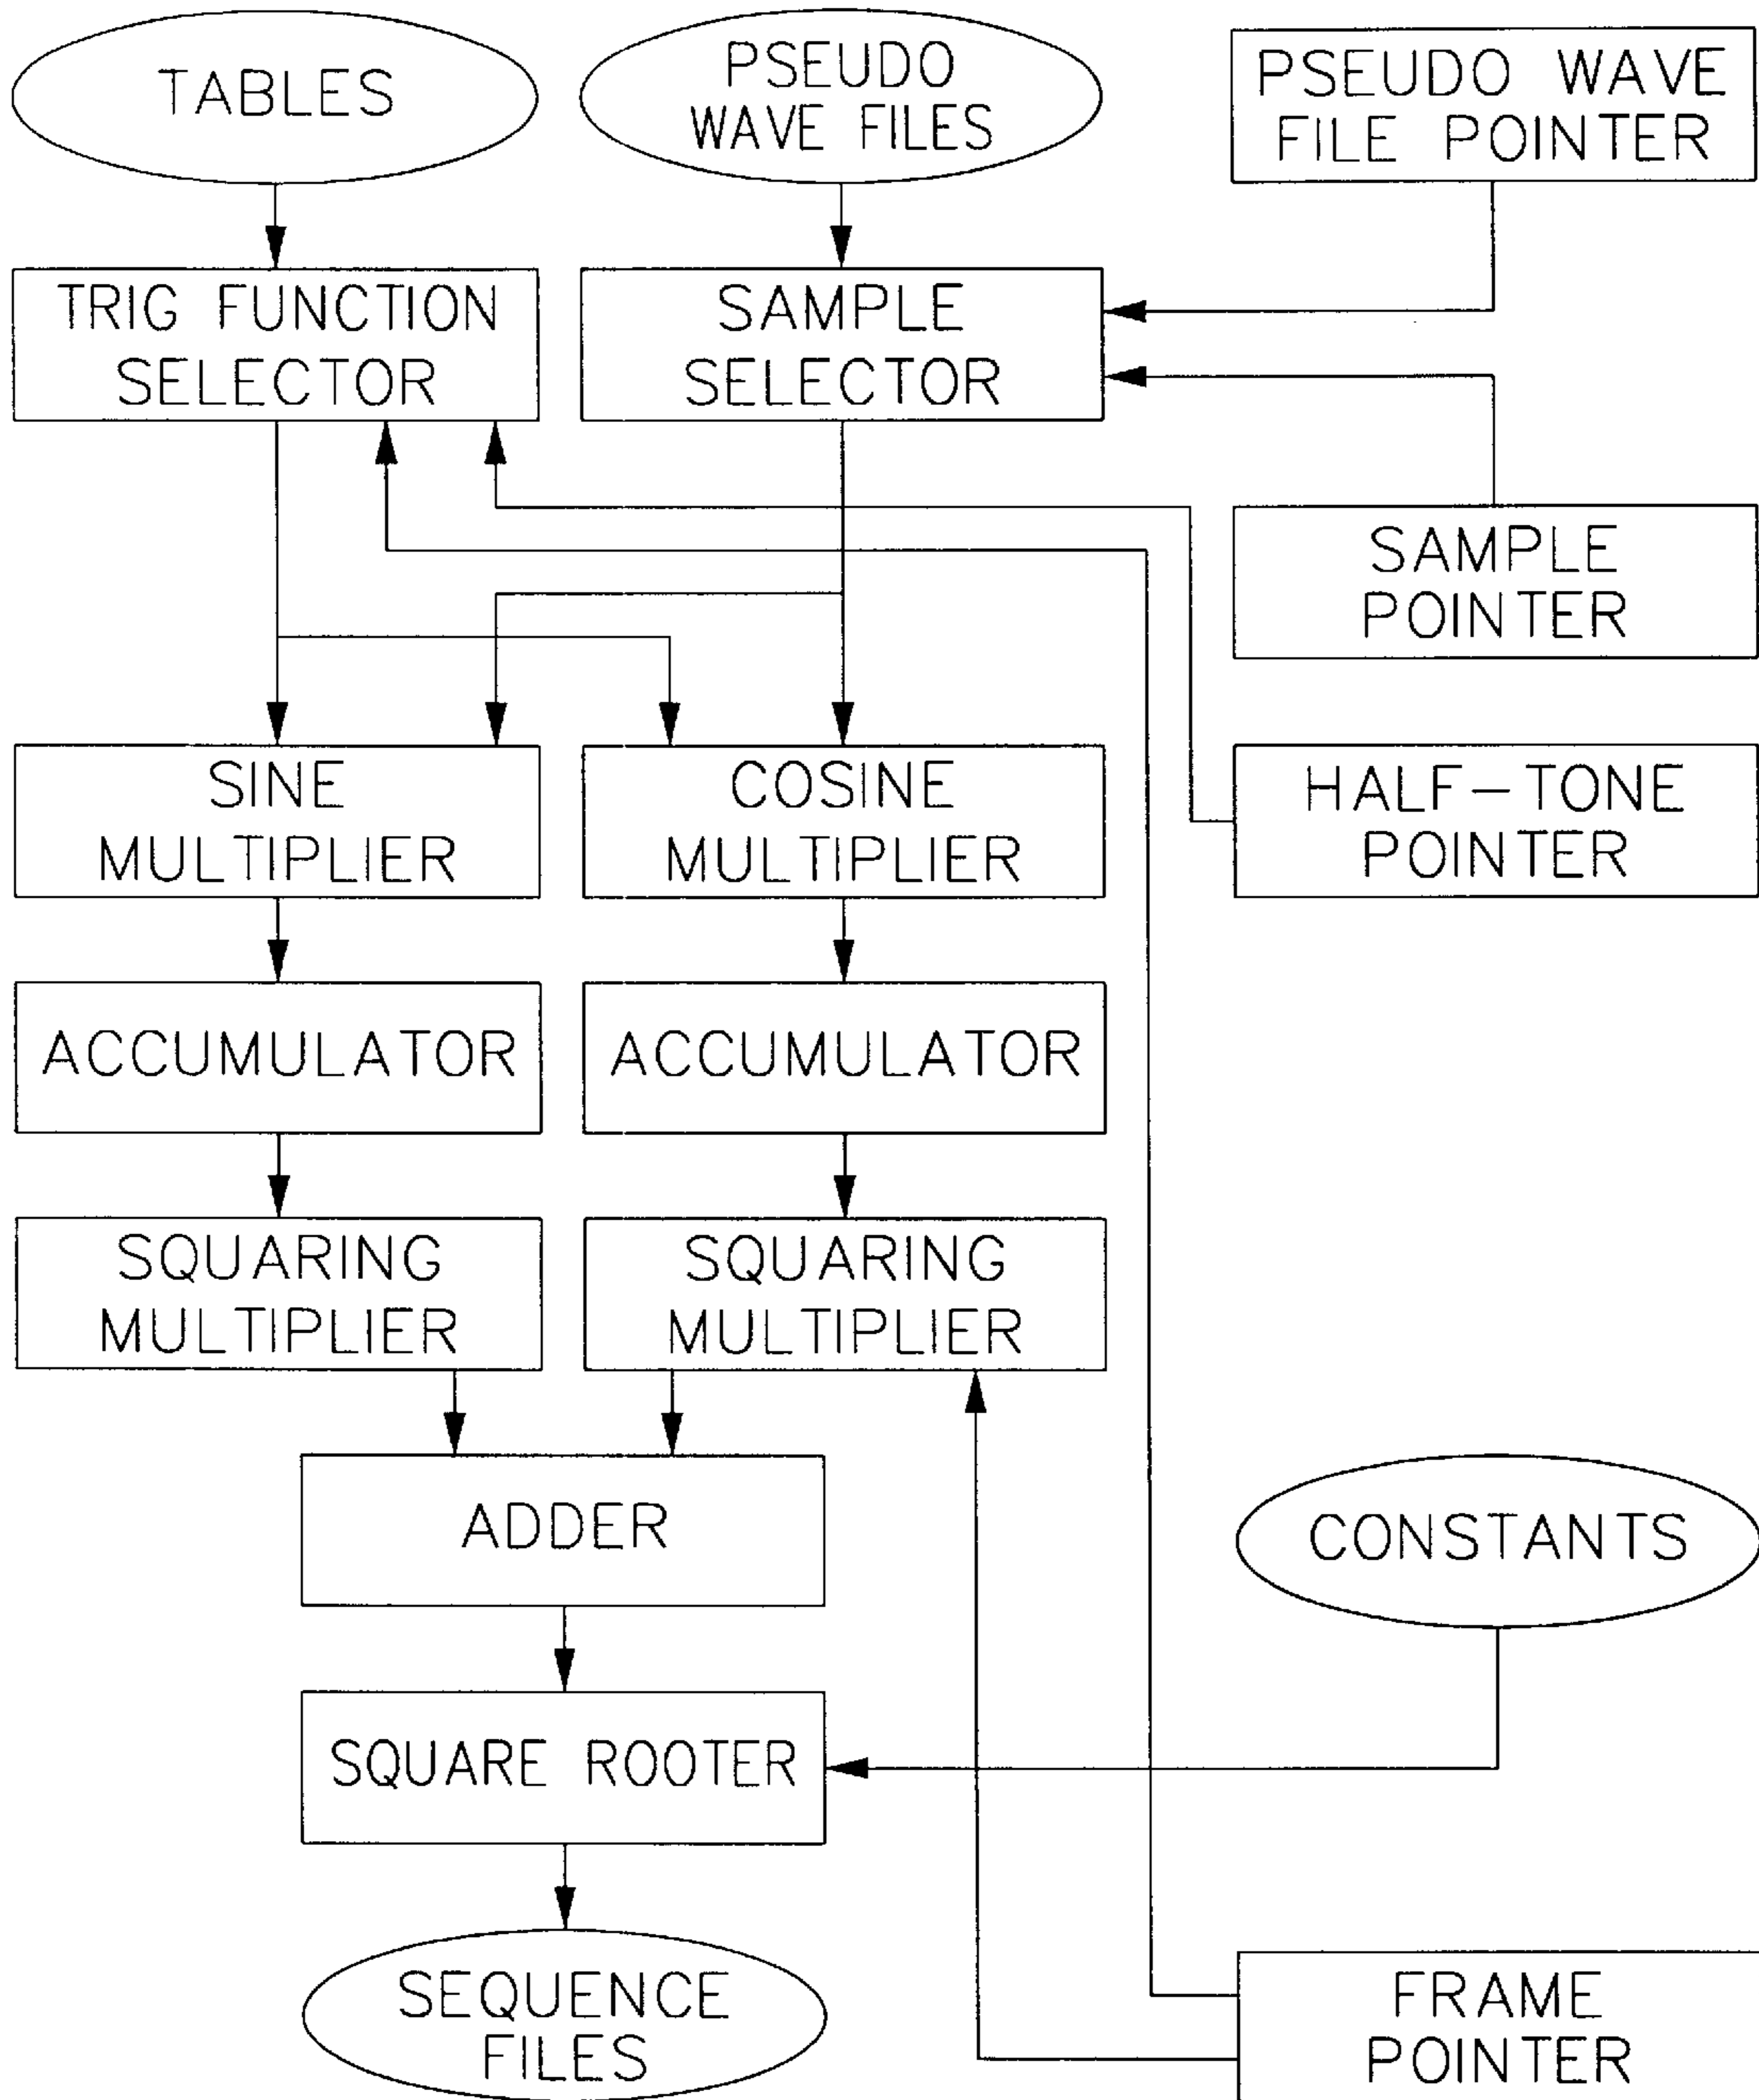 TABLES
PSEUDO
WAVE FILES
PSEUDO WAVE
FILE POINTER
TRIG FUNCTION
SELECTOR
SAMPLE
SELECTOR
SAMPLE
POINTER
SINE
MULTIPLIER
COSINE
MULTIPLIER
HALF-TONE
POINTER
ACCUMULATOR
ACCUMULATOR
SQUARING
MULTIPLIER
SQUARING
MULTIPLIER
ADDER
CONSTANTS
SQUARE ROOTER
SEQUENCE
FILES
FRAME
POINTER